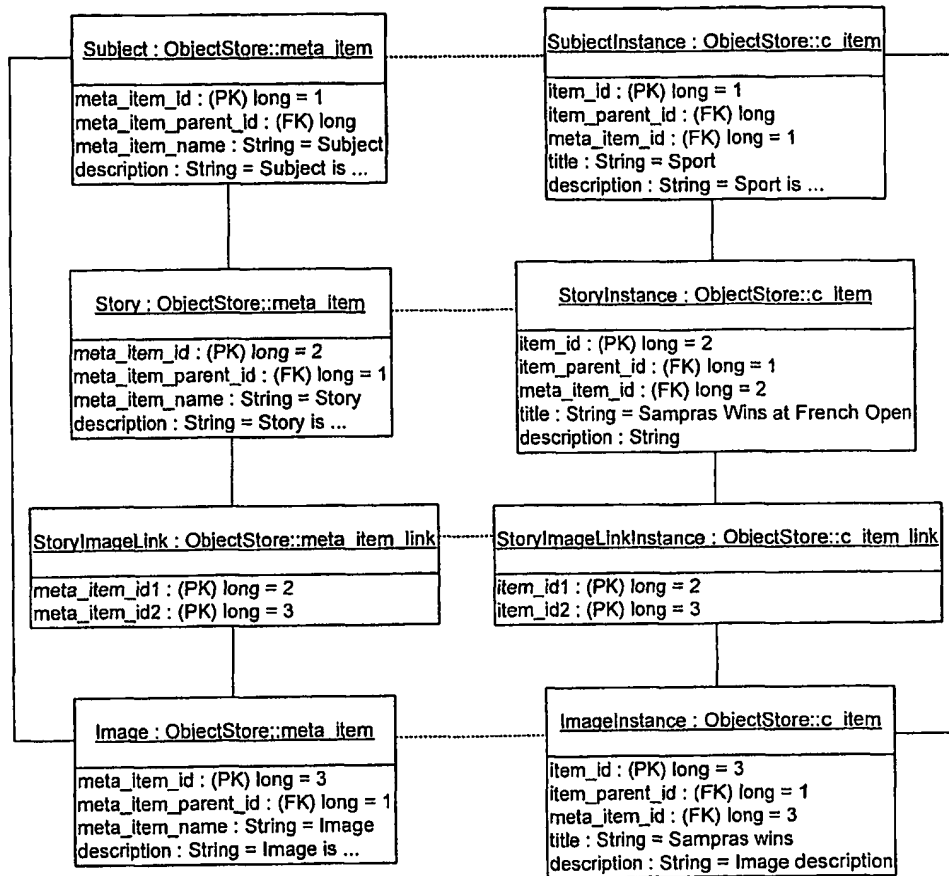 Subject : ObjectStore::meta_item
meta_item_id : (PK) long = 1
meta_item_parent_id : (FK) long
meta_item_name : String = Subject
description : String = Subject is ...
SubjectInstance : ObjectStore::c_item
item_id : (PK) long = 1
item_parent_id : (FK) long
meta_item_id : (FK) long = 1
title : String = Sport
description : String = Sport is ...
Story : ObjectStore::meta_item
meta_item_id : (PK) long = 2
meta_item_parent_id : (FK) long = 1
meta_item_name : String = Story
description : String = Story is ...
StoryInstance : ObjectStore::c_item
item_id : (PK) long = 2
item_parent_id : (FK) long = 1
meta_item_id : (FK) long = 2
title : String = Sampras Wins at French Open
description : String
StoryImageLink : ObjectStore::meta_item_link
meta_item_id1 : (PK) long = 2
meta_item_id2 : (PK) long = 3
StoryImageLinkInstance : ObjectStore::c_item_link
item_id1 : (PK) long = 2
item_id2 : (PK) long = 3
Image : ObjectStore::meta_item
meta_item_id : (PK) long = 3
meta_item_parent_id : (FK) long = 1
meta_item_name : String = Image
description : String = Image is ...
ImageInstance : ObjectStore::c_item
item_id : (PK) long = 3
item_parent_id : (FK) long = 1
meta_item_id : (FK) long = 3
title : String = Sampras wins
description : String = Image description